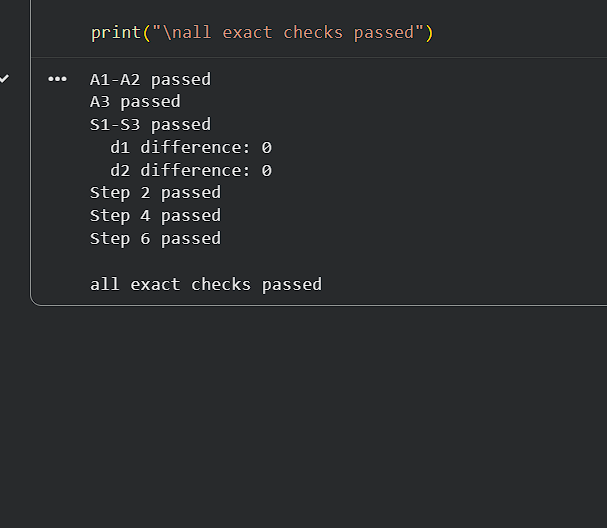 print("\nall exact checks passed")
A1-A2 passed
A3 passed
S1-S3 passed
  d1 difference: 0
  d2 difference: 0
Step 2 passed
Step 4 passed
Step 6 passed

all exact checks passed